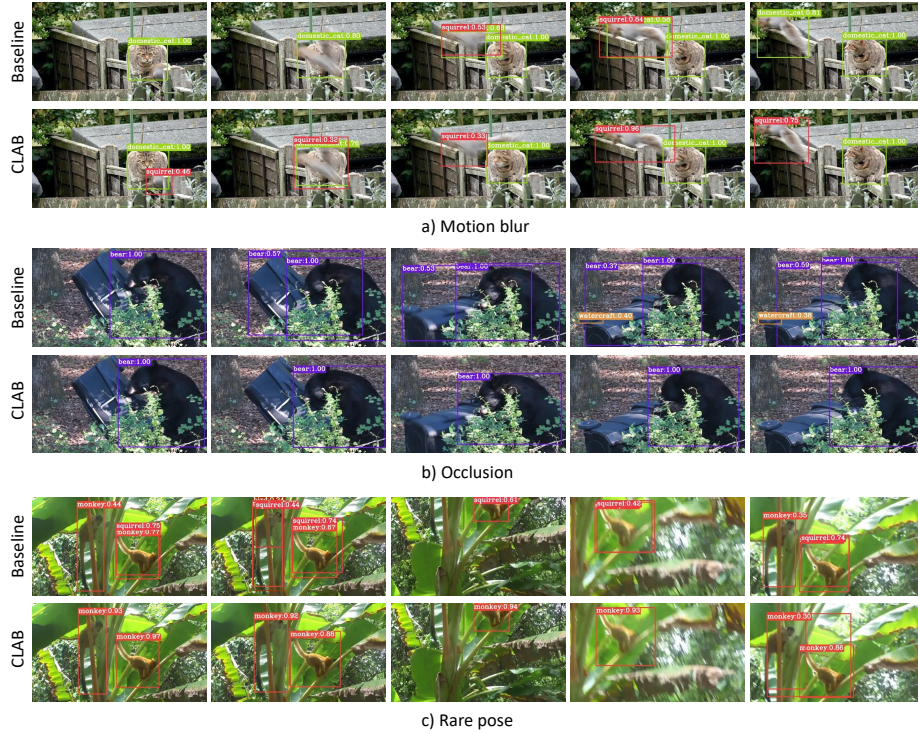 Baseline
domestic_cat:1.00
domestic_cat:0.80
squirrel:0.53
domestic_cat:1.00
squirrel:0.84
domestic_cat:1.00
domestic_cat:0.81
domestic_cat:1.00
CLAB
domestic_cat:1.00
squirrel:0.46
squirrel:0.32
squirrel:0.33
domestic_cat:1.00
squirrel:0.96
domestic_cat:1.00
squirrel:0.75
domestic_cat:1.00
a) Motion blur
Baseline
bear:1.00
bear:0.57
bear:1.00
bear:0.53
bear:1.00
bear:0.37
bear:1.00
watercraft:0.40
bear:0.59
bear:1.00
watercraft:0.38
CLAB
bear:1.00
bear:1.00
bear:1.00
bear:1.00
bear:1.00
b) Occlusion
Baseline
monkey:0.44
squirrel:0.75
monkey:0.77
squirrel:0.44
squirrel:0.74
monkey:0.67
squirrel:0.61
squirrel:0.42
monkey:0.35
squirrel:0.74
CLAB
monkey:0.93
monkey:0.97
monkey:0.92
monkey:0.88
monkey:0.94
monkey:0.93
monkey:0.50
monkey:0.86
c) Rare pose